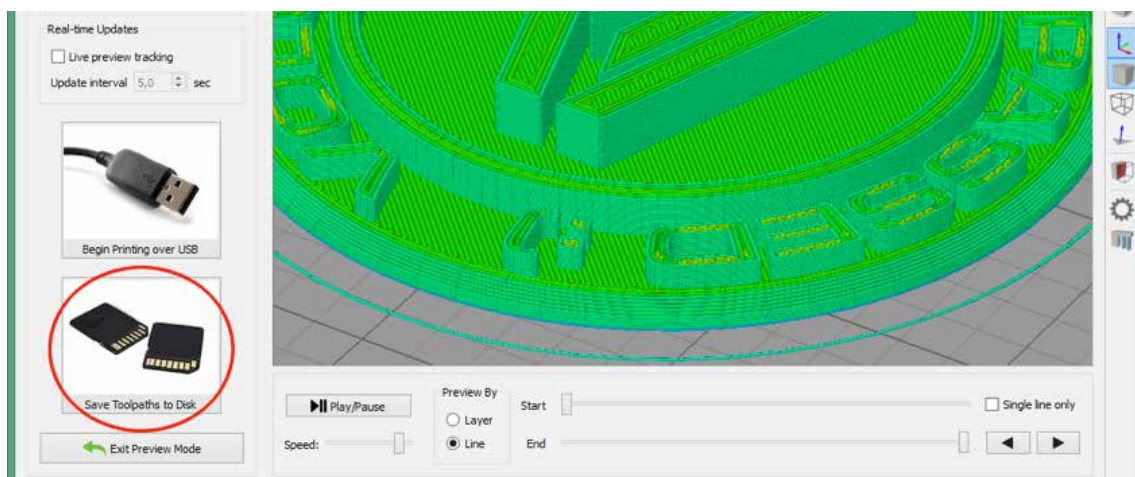 Real-time Updates
Live preview tracking
Update interval 5,0 sec
Begin Printing over USB
Save Toolpaths to Disk
Exit Preview Mode
Play/Pause
Speed:
Preview By
Layer
Line
Start
End
Single line only